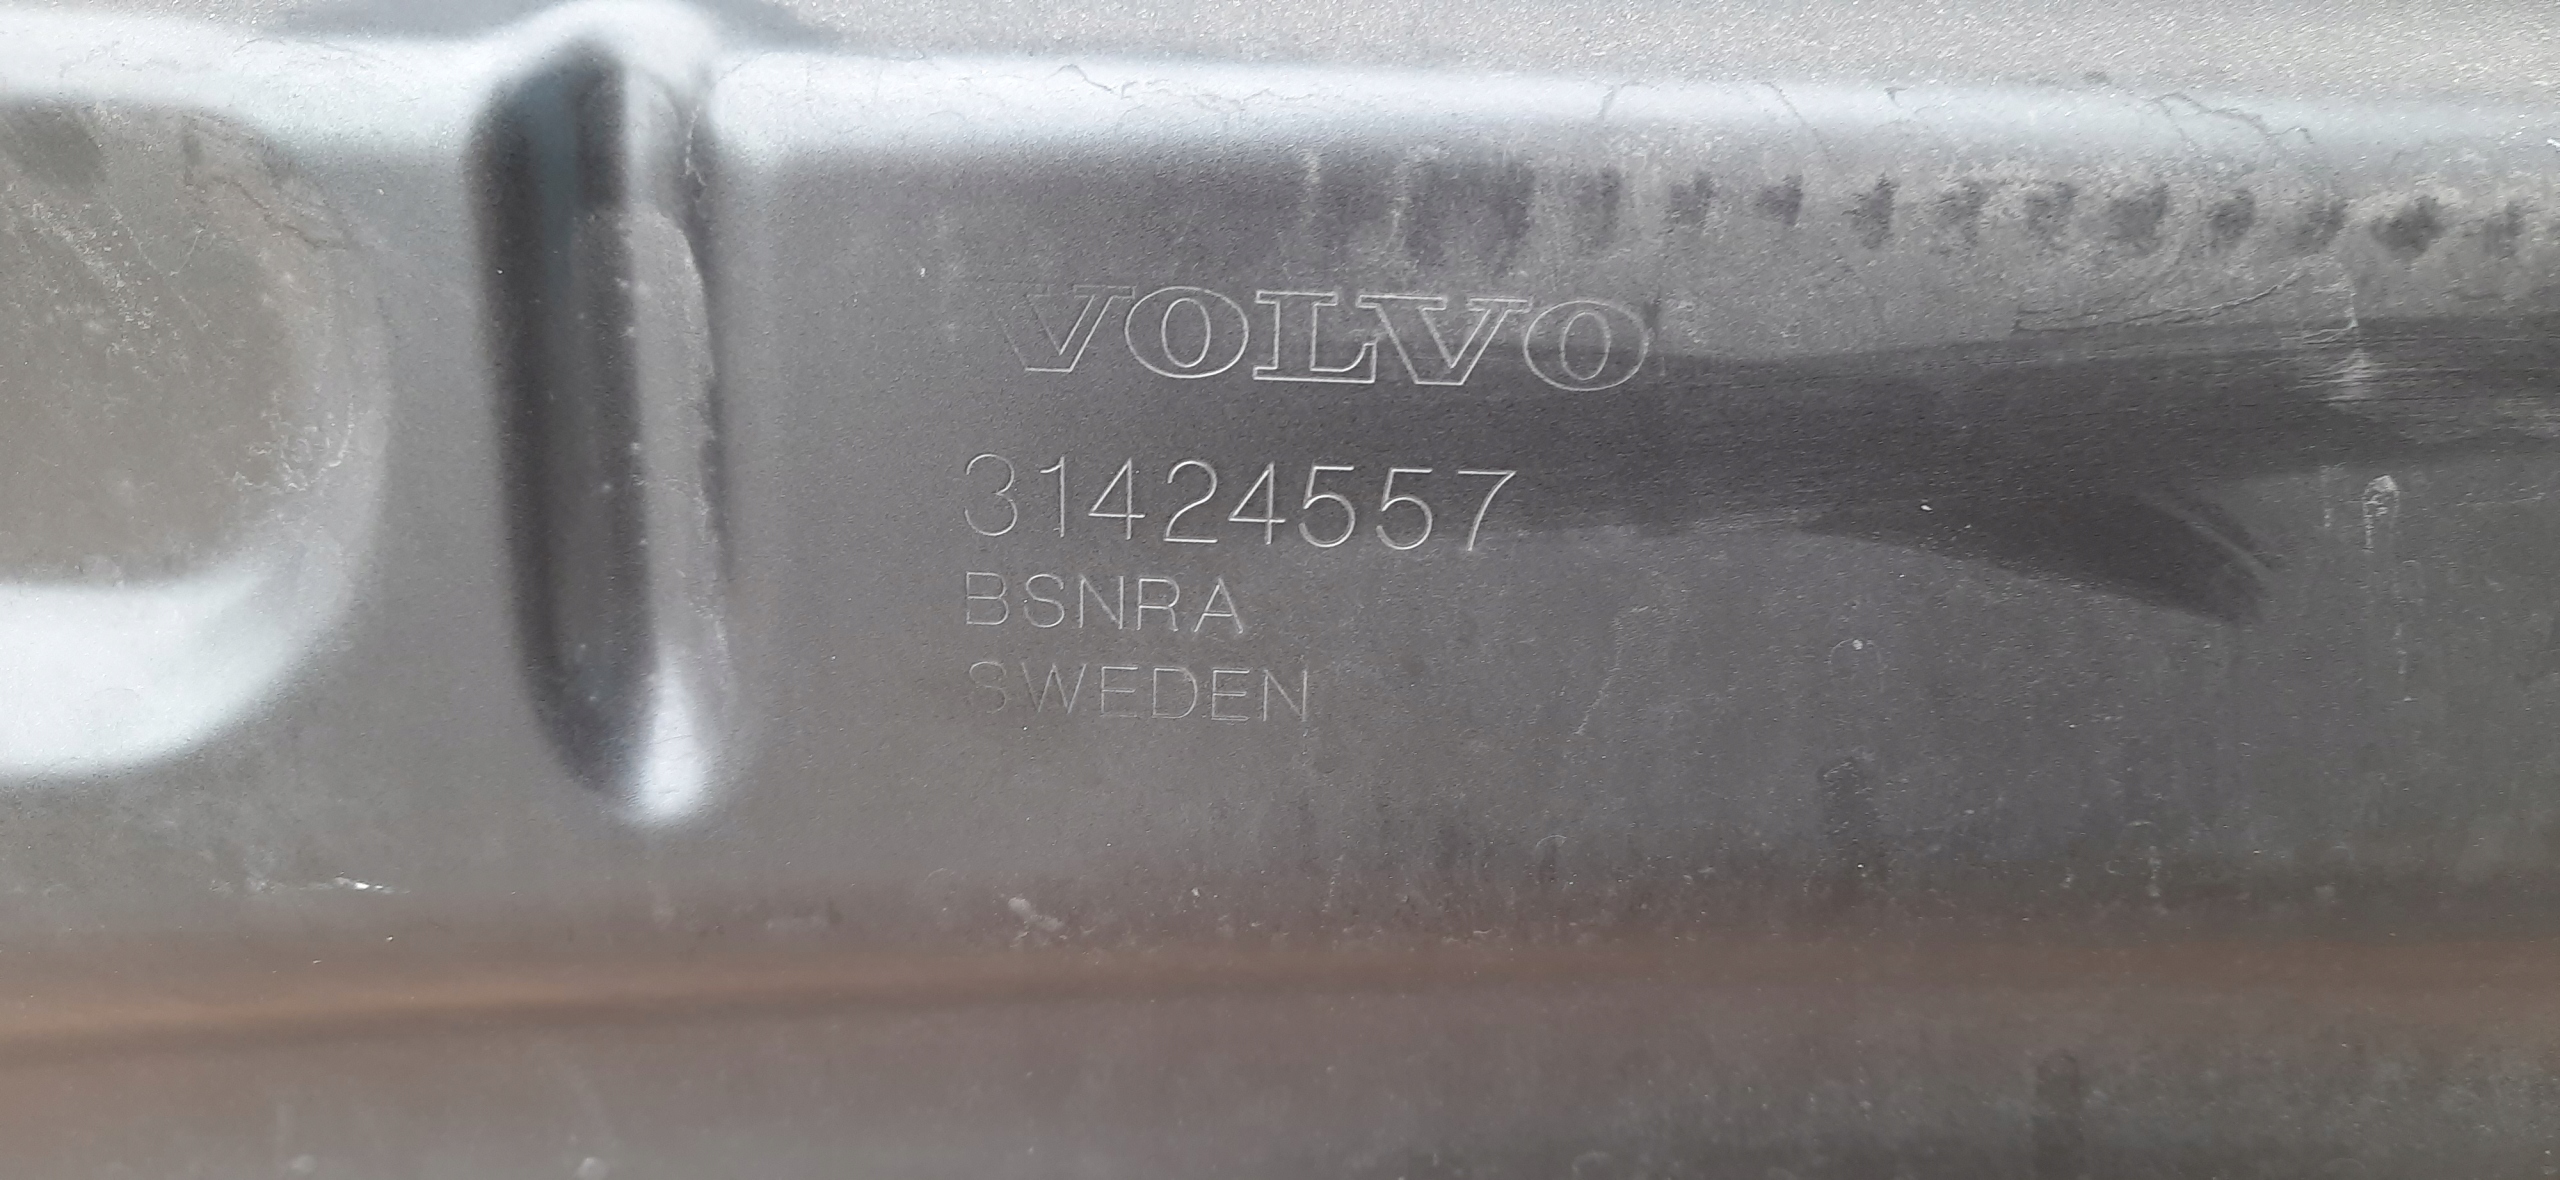 VOLVO
31424557
BSNRA
SWEDEN